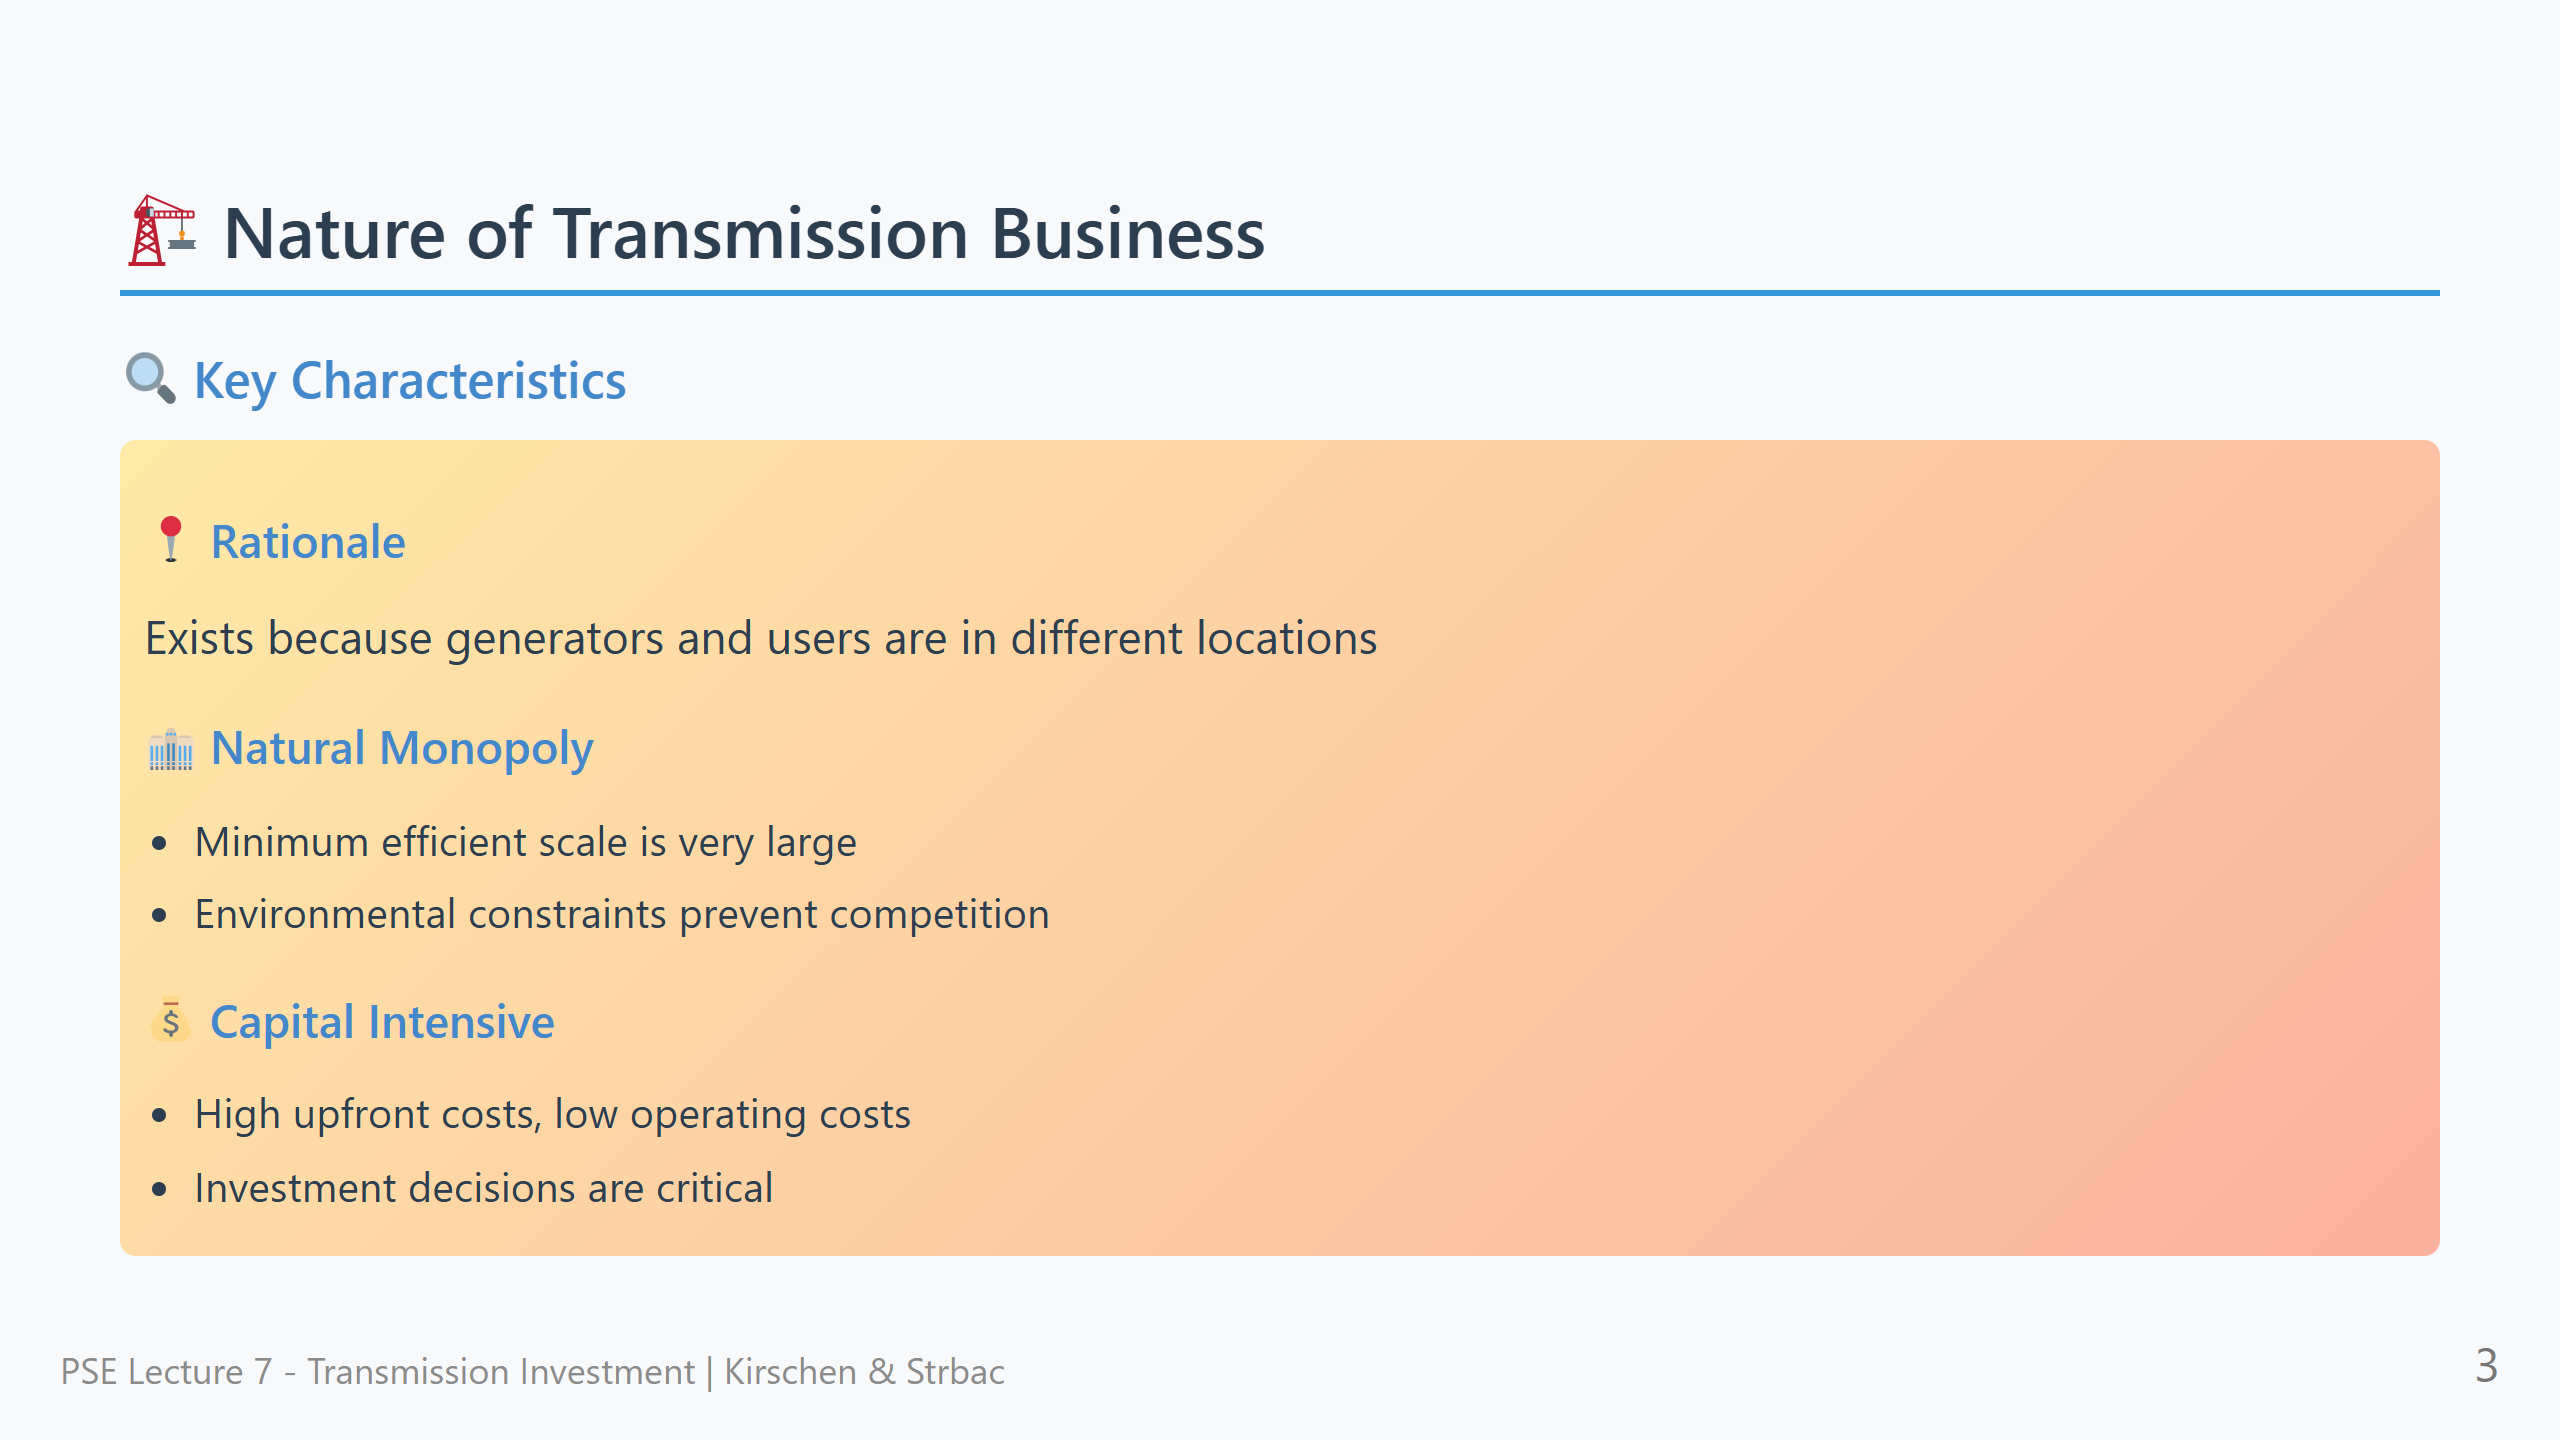 Nature of Transmission Business
Key Characteristics
Rationale
Exists because generators and users are in different locations
Natural Monopoly
• Minimum efficient scale is very large
• Environmental constraints prevent competition
Capital Intensive
• High upfront costs, low operating costs
• Investment decisions are critical
PSE Lecture 7 - Transmission Investment | Kirschen & Strbac
3